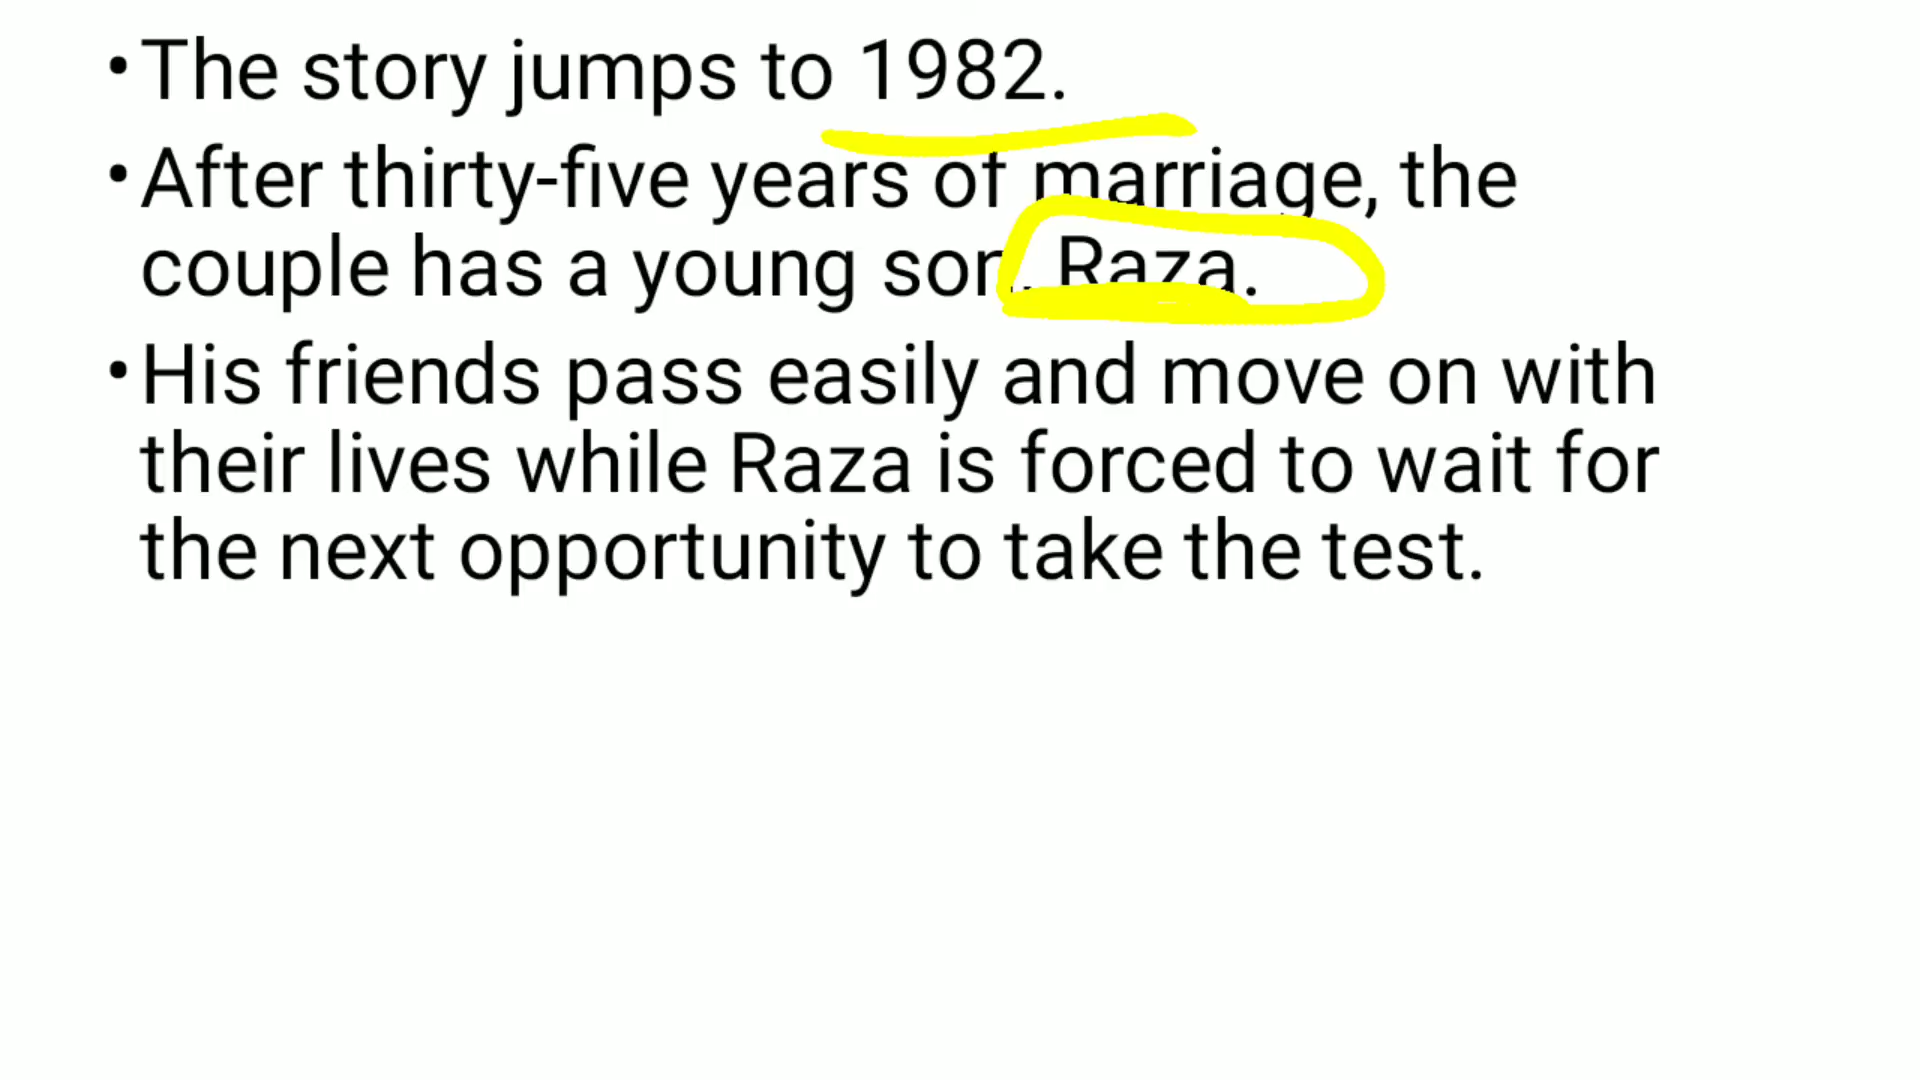 •The story jumps to 1982.
•After thirty-five years of marriage, the
couple has a young son, Raza.
•His friends pass easily and move on with
their lives while Raza is forced to wait for
the next opportunity to take the test.